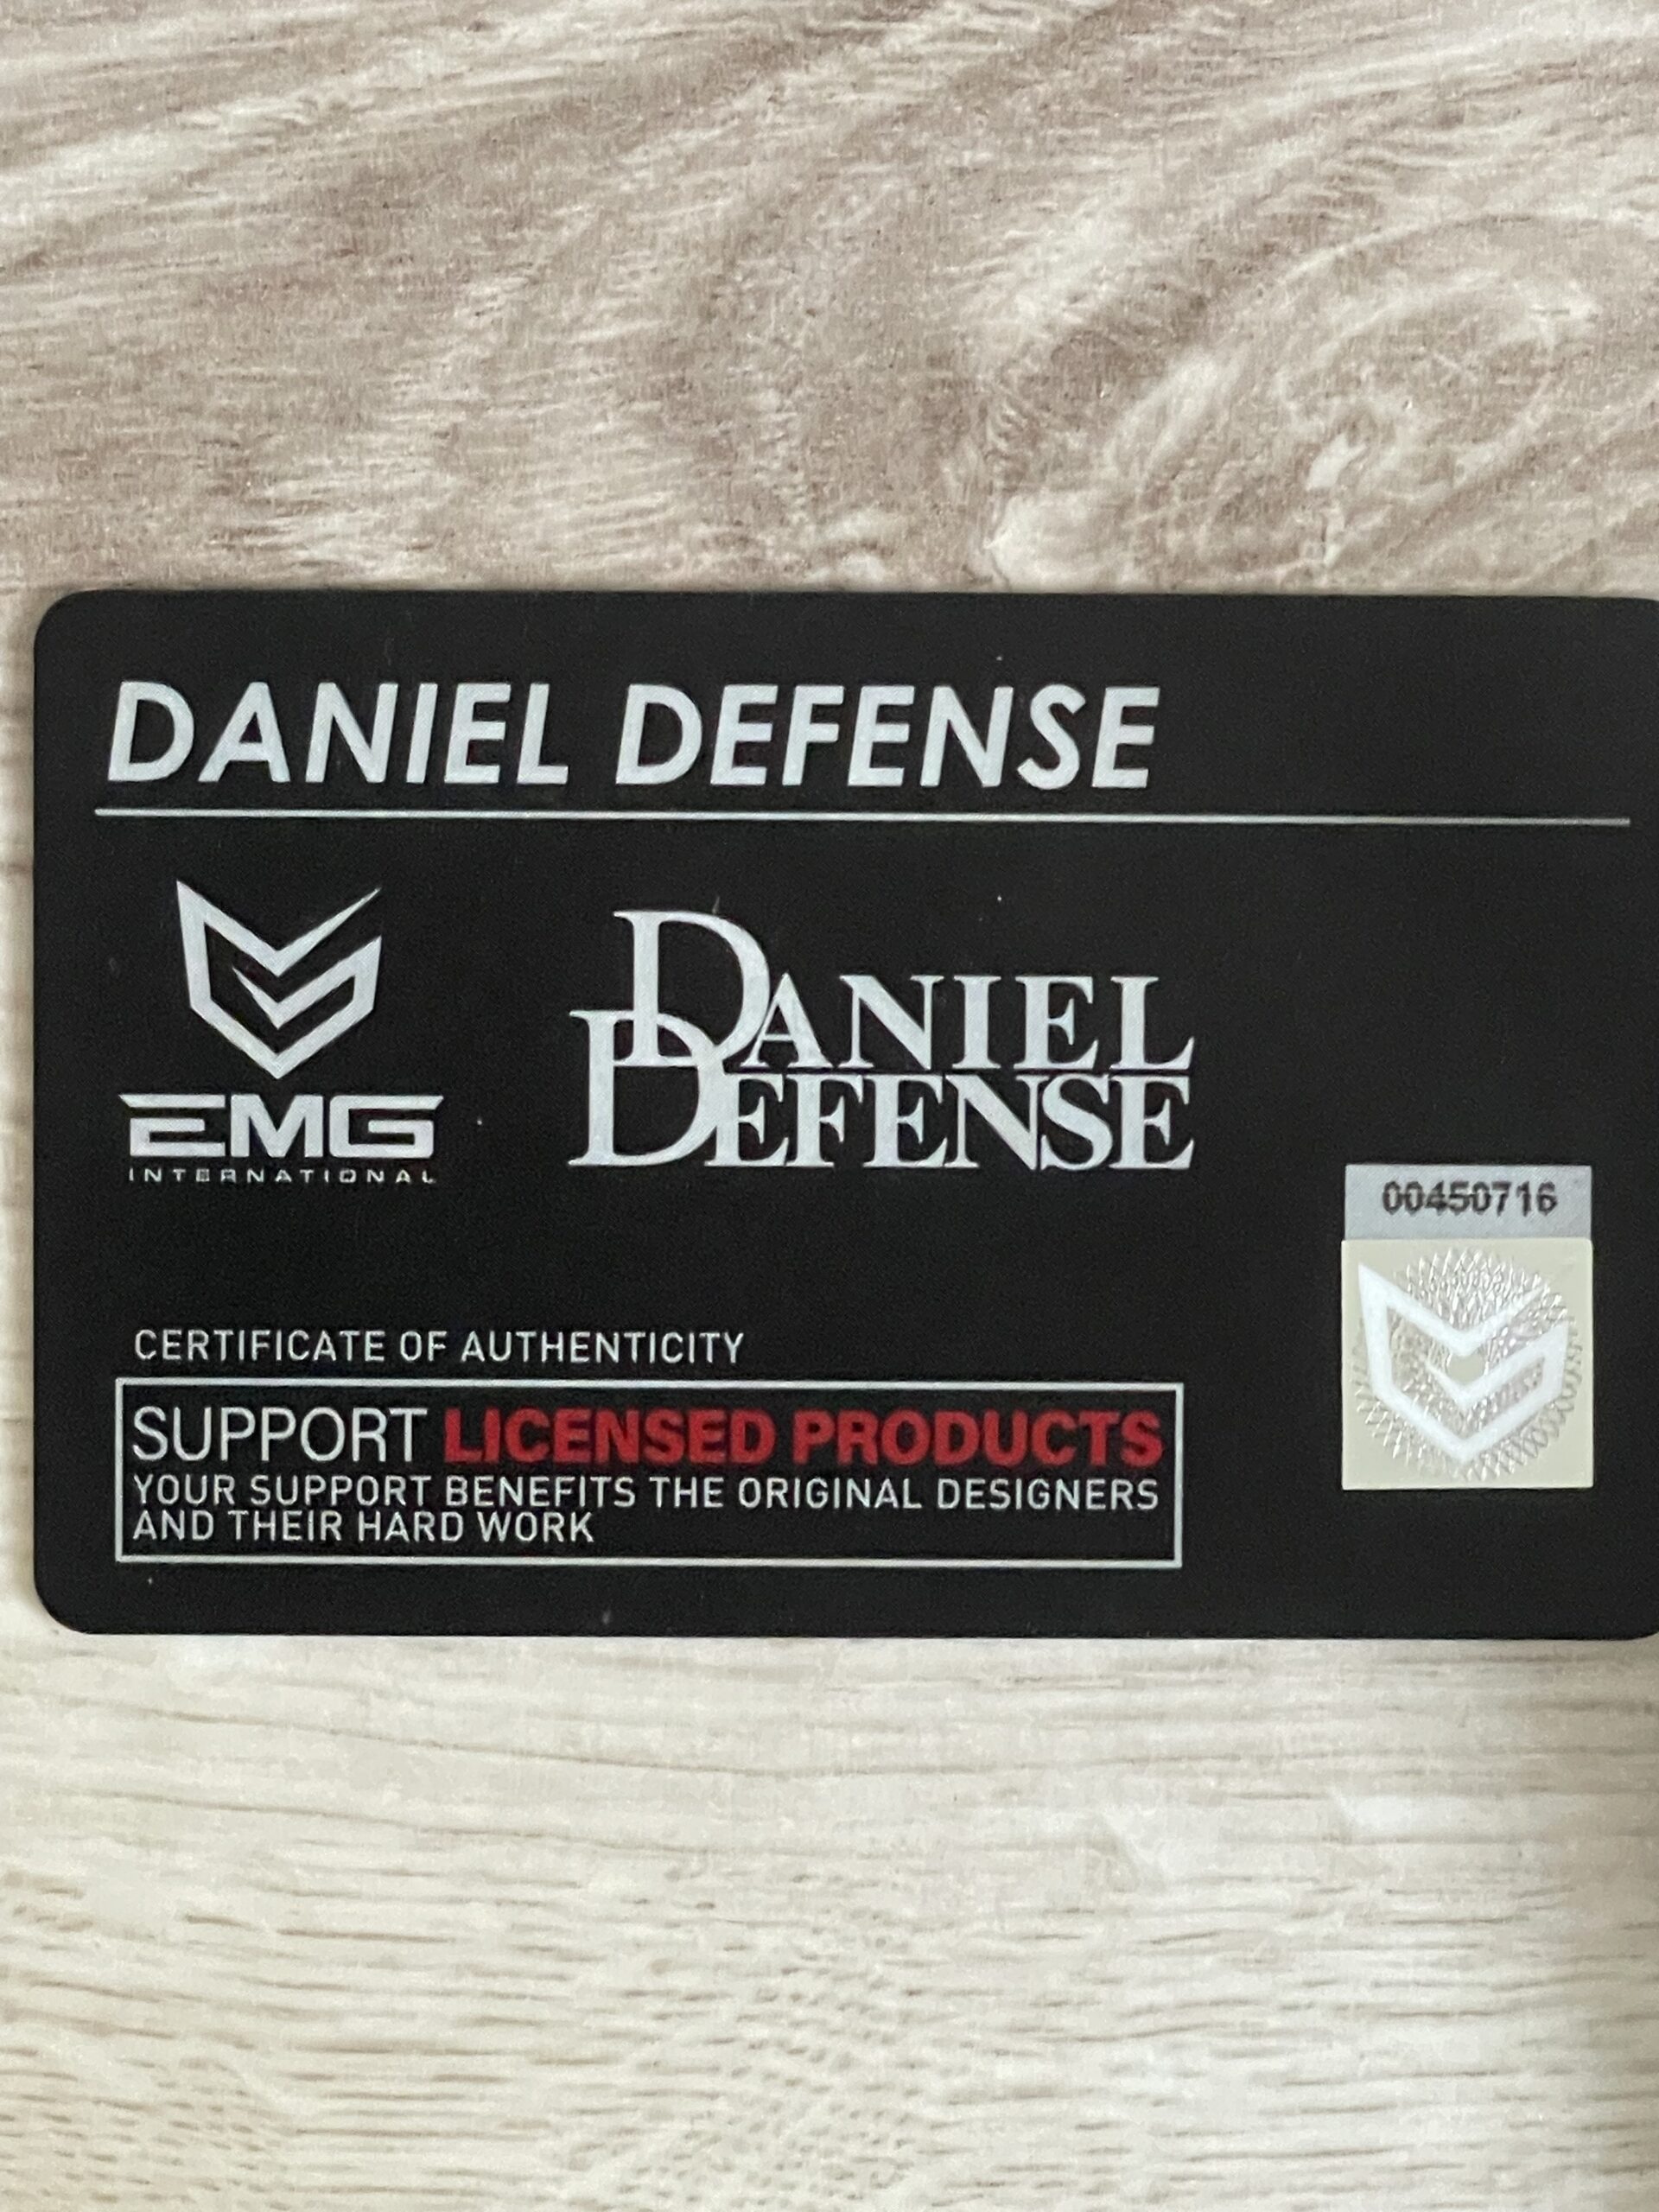 DANIEL DEFENSE
EMG
INTERNATIONAL
DANIEL
DEFENSE
00450716
CERTIFICATE OF AUTHENTICITY
SUPPORT LICENSED PRODUCTS
YOUR SUPPORT BENEFITS THE ORIGINAL DESIGNERS
AND THEIR HARD WORK